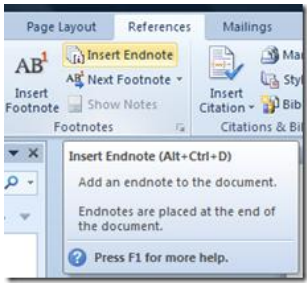 Page Layout References Mailings
AB¹ Insert Endnote
AB Next Footnote
Insert Footnote Show Notes
Insert Citation
Sty
Bib
Footnotes Citations & Bi
Insert Endnote (Alt+Ctrl+D)
Add an endnote to the document.
Endnotes are placed at the end of
the document.
Press F1 for more help.